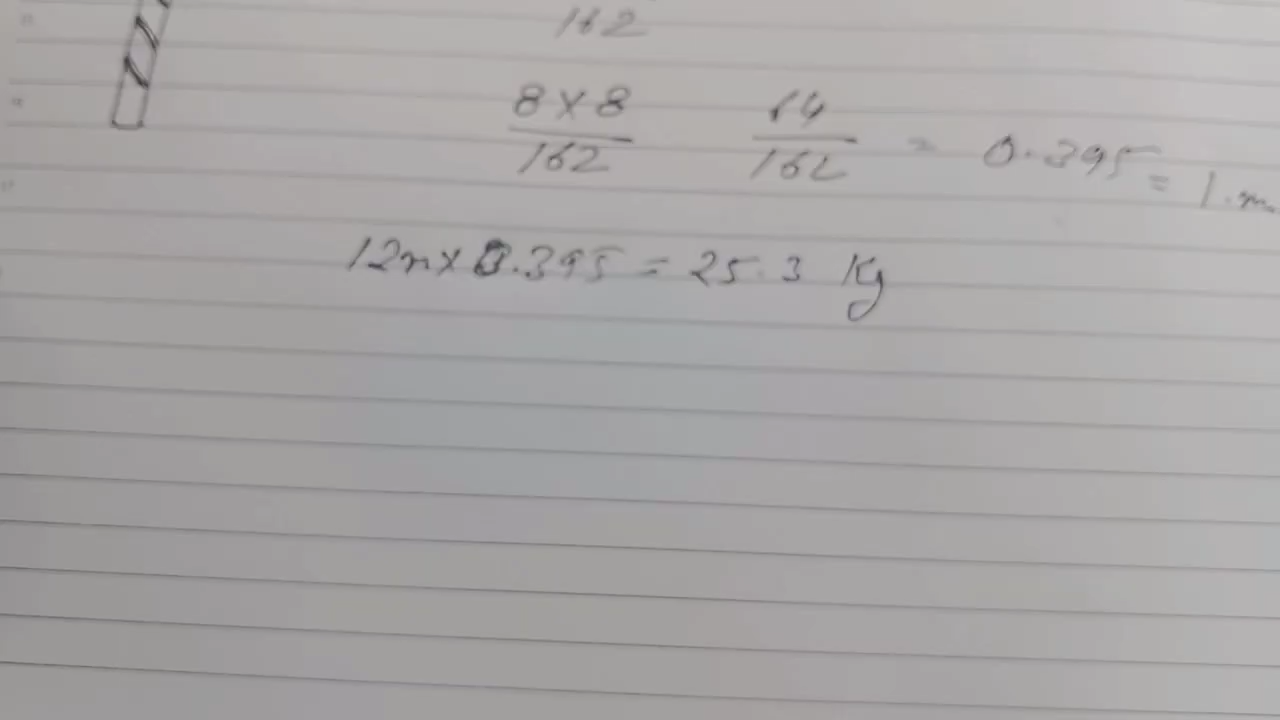 162
8 x 8 / 162 64 / 162 = 0.395 = 1.m
12m x 0.395 = 25.3 Kg